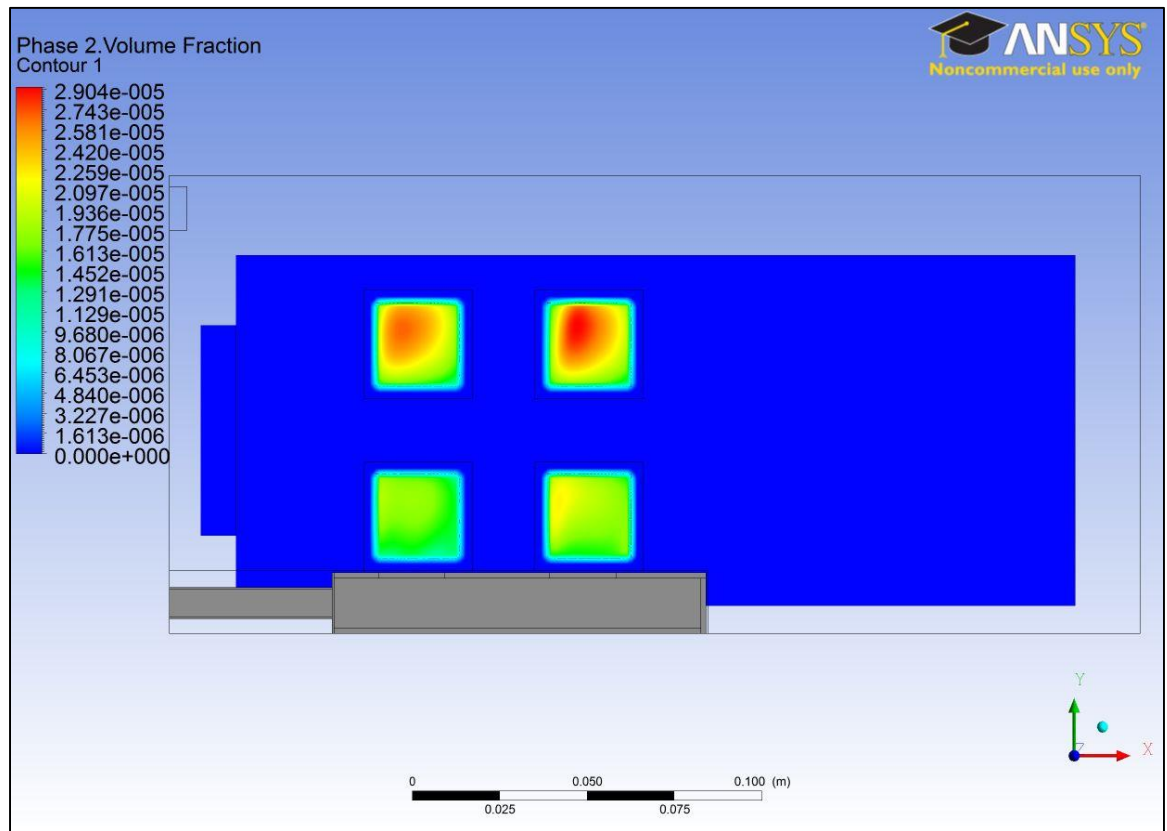 Phase 2.Volume Fraction
Contour 1
2.904e-005
2.743e-005
2.581e-005
2.420e-005
2.259e-005
2.097e-005
1.936e-005
1.775e-005
1.613e-005
1.452e-005
1.291e-005
1.129e-005
9.680e-006
8.067e-006
6.453e-006
4.840e-006
3.227e-006
1.613e-006
0.000e+000
ANSYS
Noncommercial use only
Y
Z
X
0 0.050 0.100 (m)
0.025 0.075